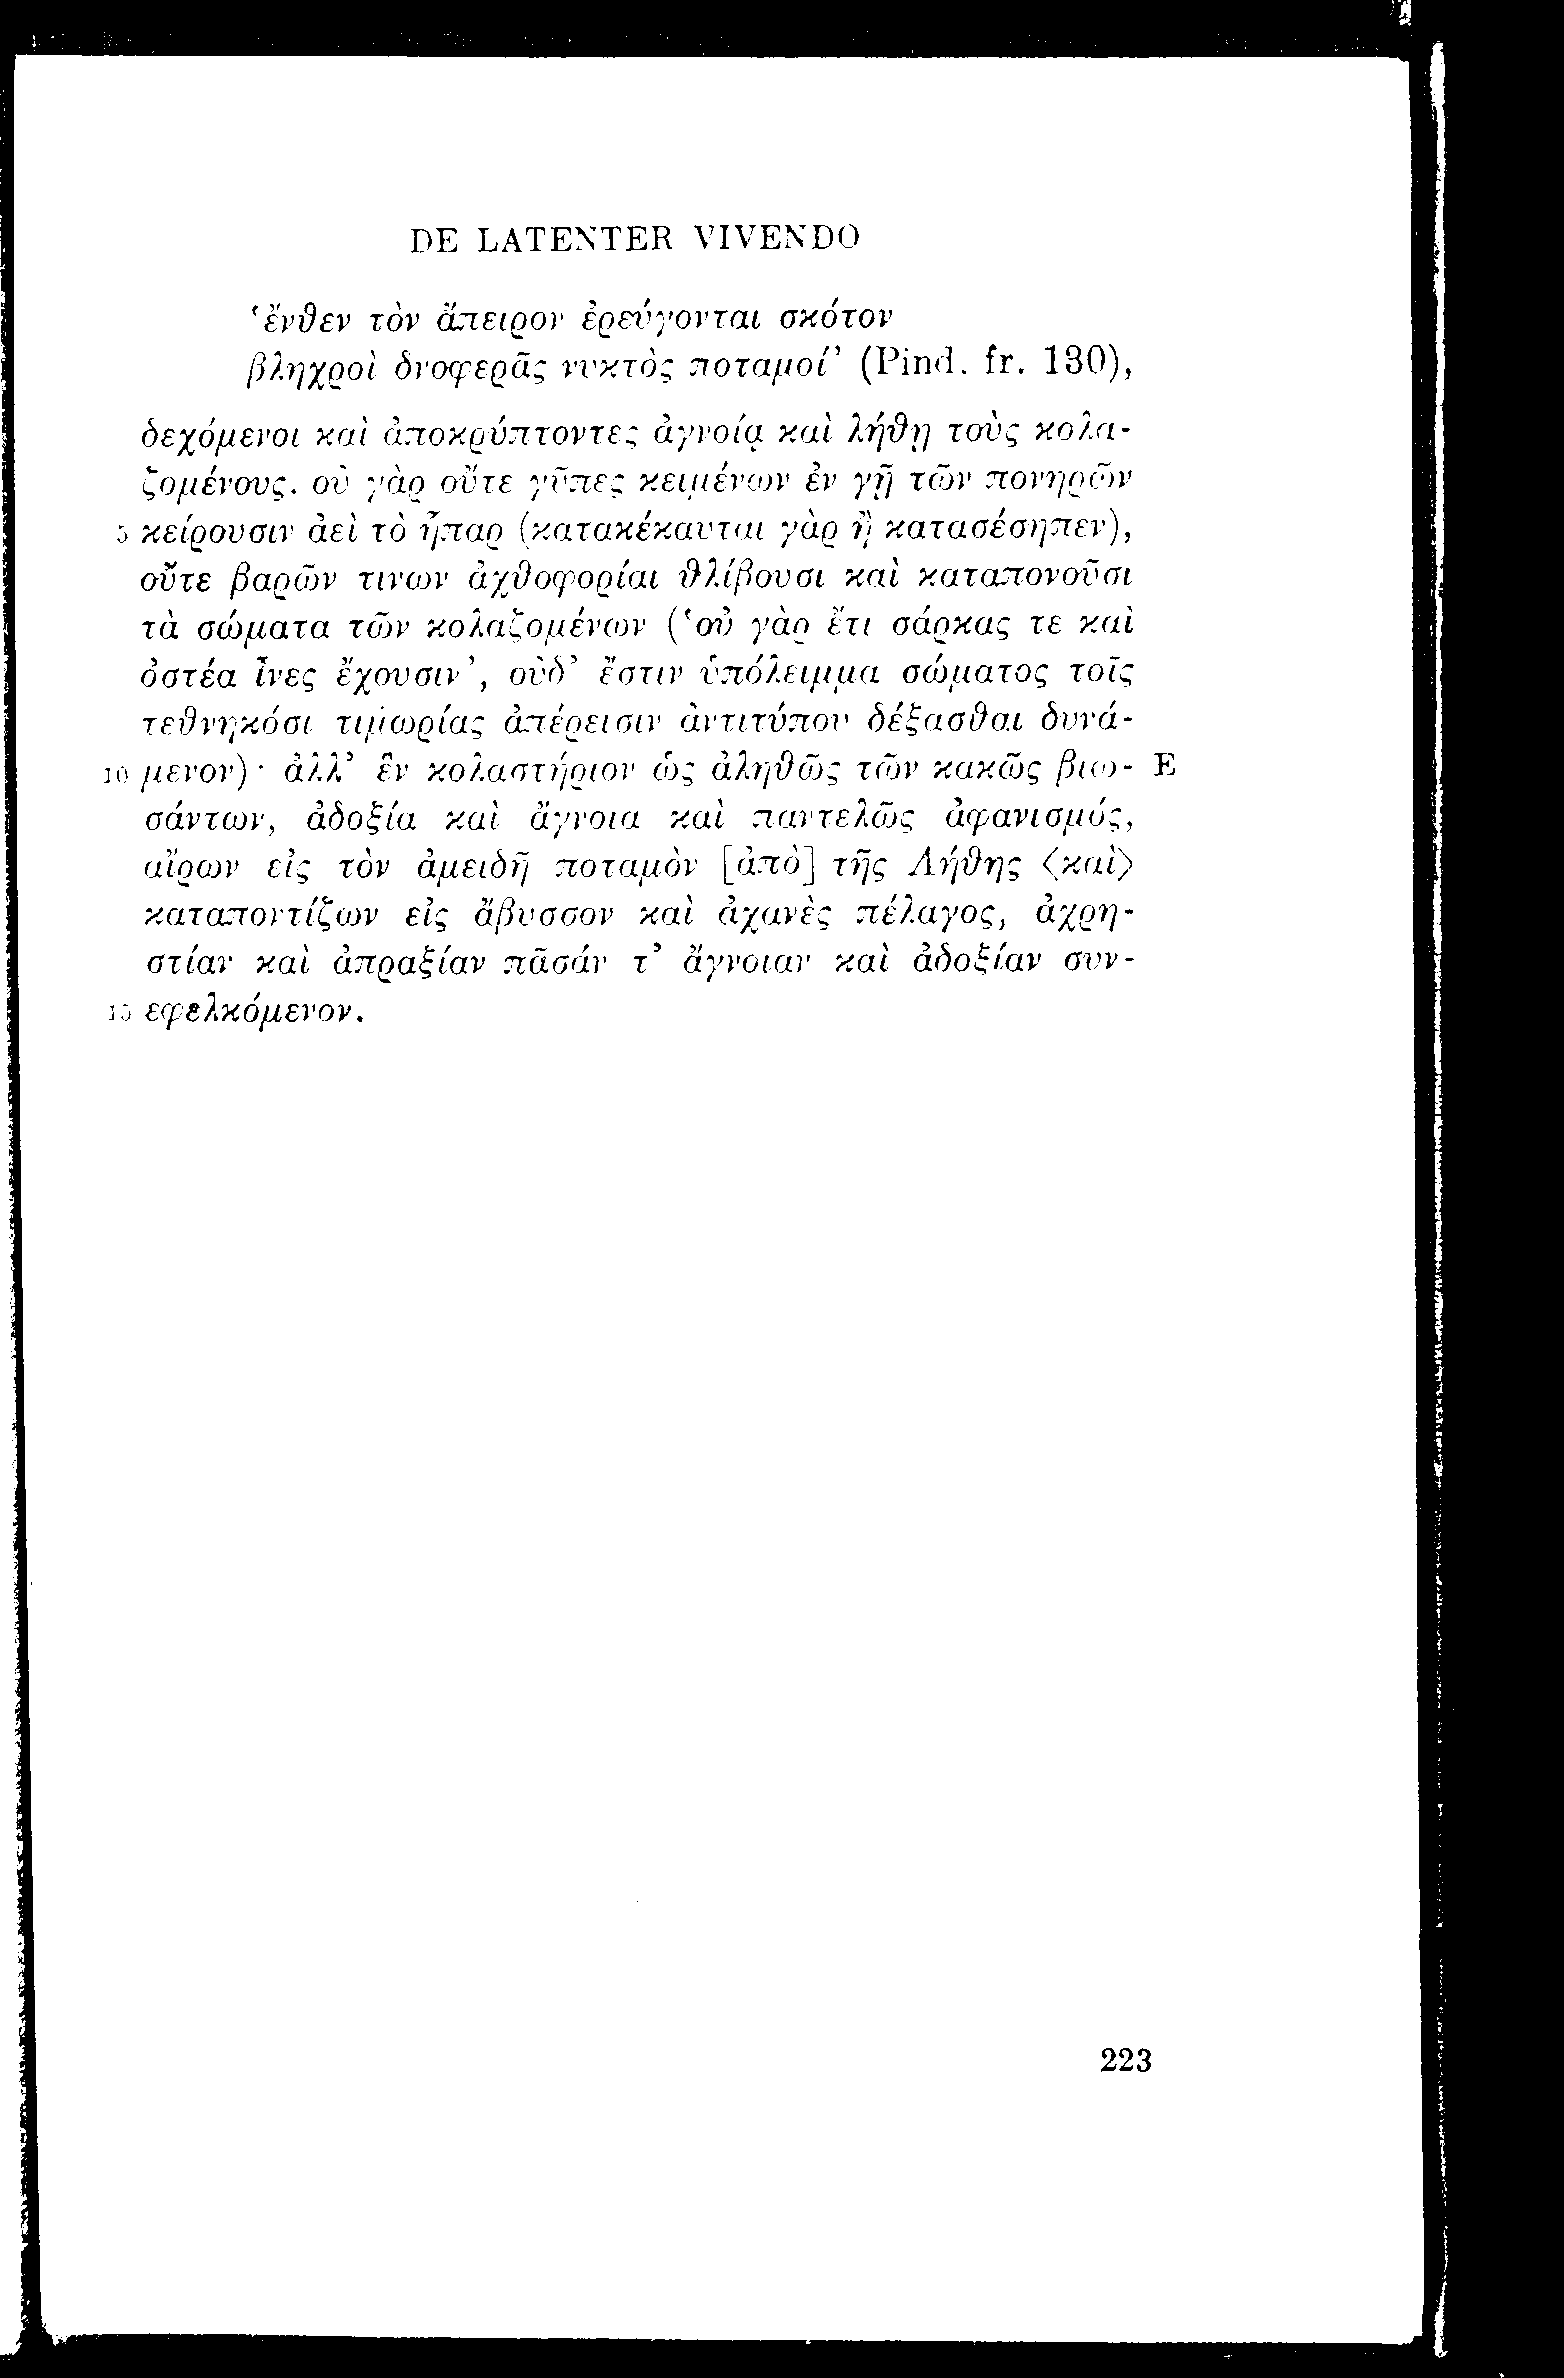 DE LATENTER VIVENDO
‘ἔνθεν τὸν ἄπειρον ἐρεύγονται σκότον
βληχροὶ δνοφερᾶς νυκτὸς ποταμοί’ (Pind. fr. 130),
δεχόμενοι καὶ ἀποκρύπτοντες ἀγνοίᾳ καὶ λήθῃ τοὺς κολα-
ζομένους. οὐ γὰρ οὔτε γῦπες κειμένων ἐν γῇ τῶν πονηρῶν
5 κείρουσιν ἀεὶ τὸ ἧπαρ (κατακέκαυται γὰρ ἢ κατασέσηπεν),
οὔτε βαρῶν τινων ἀχθοφορίαι θλίβουσι καὶ καταπονοῦσι
τὰ σώματα τῶν κολαζομένων (‘οὐ γὰρ ἔτι σάρκας τε καὶ
ὀστέα ἶνες ἔχουσιν’, οὐδ’ ἔστιν ὑπόλειμμα σώματος τοῖς
τεθνηκόσι τιμωρίας ἀπέρεισιν ἀντιτύπου δέξασθαι δυνά-
10 μενον)· ἀλλ’ ἓν κολαστήριον ὡς ἀληθῶς τῶν κακῶς βιω- E
σάντων, ἀδοξία καὶ ἄγνοια καὶ παντελῶς ἀφανισμός,
αἴρων εἰς τὸν ἀμειδῆ ποταμὸν [ἀπὸ] τῆς Λήθης ⟨καὶ⟩
καταποντίζων εἰς ἄβυσσον καὶ ἀχανὲς πέλαγος, ἀχρη-
στίαν καὶ ἀπραξίαν πᾶσάν τ’ ἄγνοιαν καὶ ἀδοξίαν συν-
15 εφελκόμενον.
223